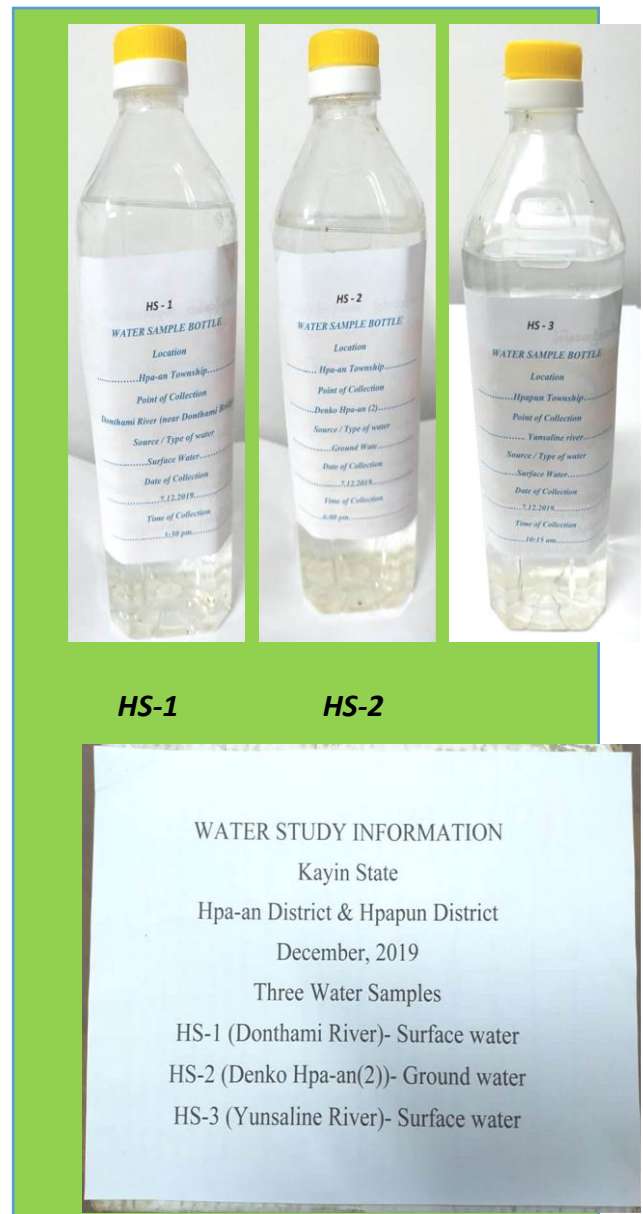 HS - 1
WATER SAMPLE BOTTLE
Location
.............Hpa-an Township..........
Point of Collection
Donthami River (near Donthami
Source / Type of water
...............Surface Water..............
Date of Collection
............7.12.2019............
Time of Collection
5:30 pm
HS - 2
WATER SAMPLE BOTTLE
Location
.......... Hpa-an Township..........
Point of Collection
.........Denko Hpa-an (2)..........
Source / Type of water
.............Ground Wate............
Date of Collection
...........7.12.2019...........
Time of Collection
pm
HS - 3
WATER SAMPLE BOTTLE
Location
........Hpapun Township..........
Point of Collection
............. Yunsaline river..........
Source / Type of water
.........Surface Water..........
Date of Collection
.........7.12.2019............
Time of Collection
..........10:15 am............
HS-1 HS-2
WATER STUDY INFORMATION
Kayin State
Hpa-an District & Hpapun District
December, 2019
Three Water Samples
HS-1 (Donthami River)- Surface water
HS-2 (Denko Hpa-an(2))- Ground water
HS-3 (Yunsaline River)- Surface water